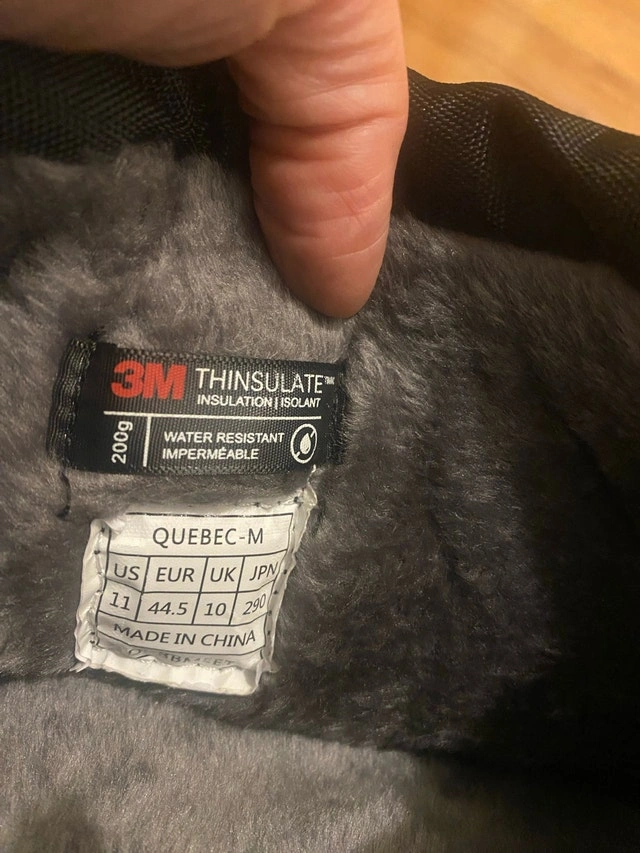 3M THINSULATE™
INSULATION | ISOLANT
200g
WATER RESISTANT
IMPERMÉABLE
QUEBEC-M
US EUR UK JPN
11 44.5 10 290
MADE IN CHINA